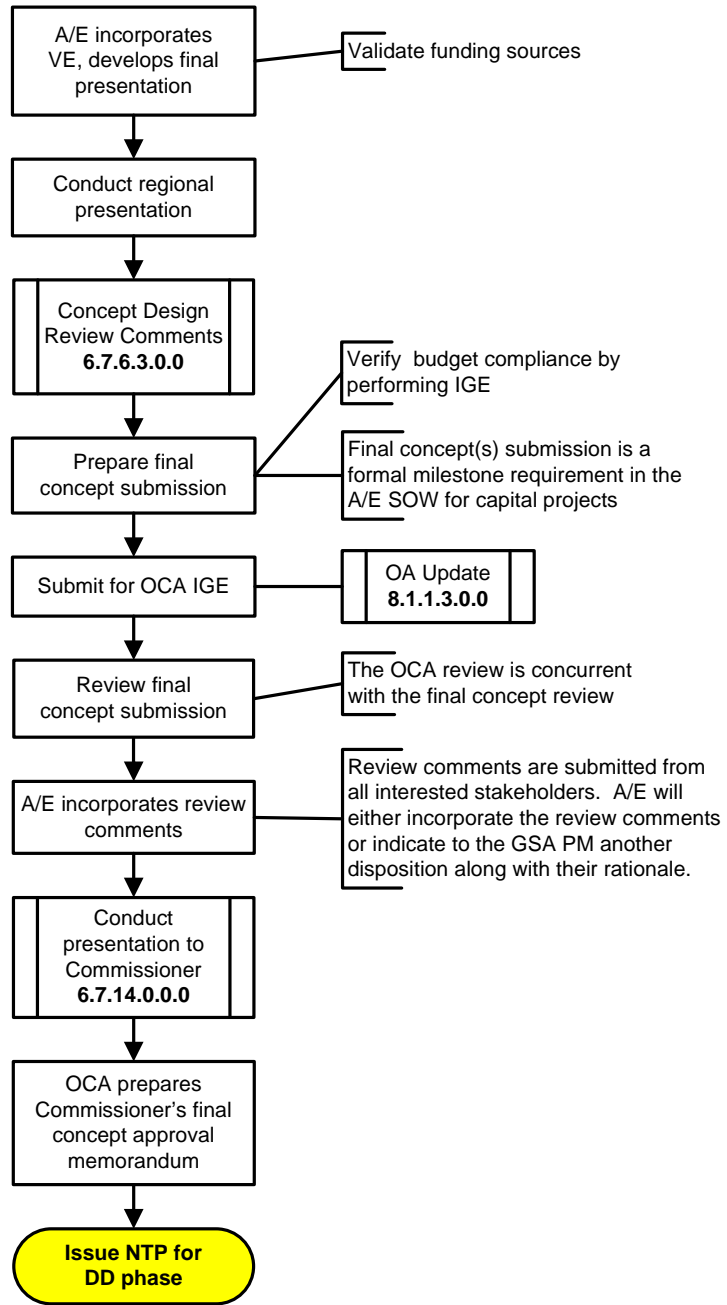 A/E incorporates
VE, develops final
presentation
Validate funding sources
Conduct regional
presentation
Concept Design
Review Comments
6.7.6.3.0.0
Verify  budget compliance by
performing IGE
Prepare final
concept submission
Final concept(s) submission is a
formal milestone requirement in the
A/E SOW for capital projects
Submit for OCA IGE
OA Update
8.1.1.3.0.0
Review final
concept submission
The OCA review is concurrent
with the final concept review
A/E incorporates review
comments
Review comments are submitted from
all interested stakeholders.  A/E will
either incorporate the review comments
or indicate to the GSA PM another
disposition along with their rationale.
Conduct
presentation to
Commissioner
6.7.14.0.0.0
OCA prepares
Commissioner’s final
concept approval
memorandum
Issue NTP for
DD phase